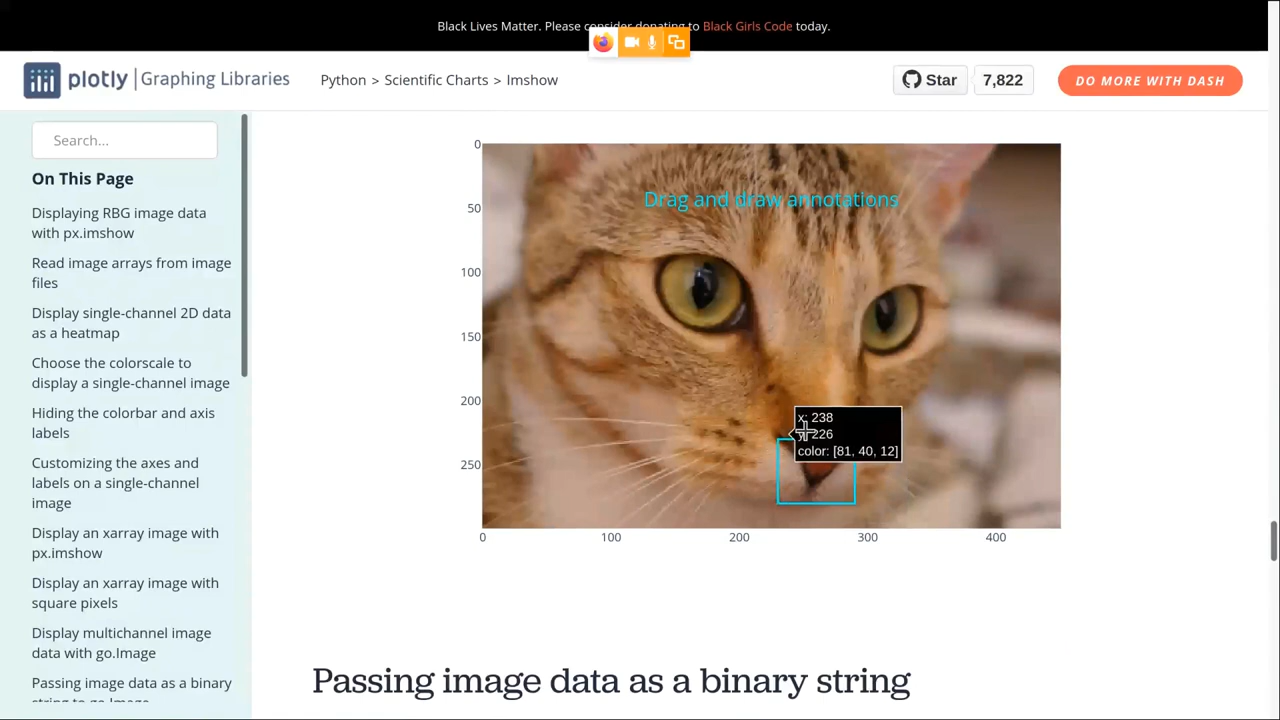 Black Lives Matter. Please consider donating to Black Girls Code today.
plotly | Graphing Libraries
Python > Scientific Charts > Imshow
Star
7,822
DO MORE WITH DASH
Search...
On This Page
Displaying RBG image data
with px.imshow
Read image arrays from image
files
Display single-channel 2D data
as a heatmap
Choose the colorscale to
display a single-channel image
Hiding the colorbar and axis
labels
Customizing the axes and
labels on a single-channel
image
Display an xarray image with
px.imshow
Display an xarray image with
square pixels
Display multichannel image
data with go.Image
Passing image data as a binary
string to go.Image
0
50
100
150
200
250
Drag and draw annotations
x: 238
226
color: [81, 40, 12]
0
100
200
300
400
Passing image data as a binary string